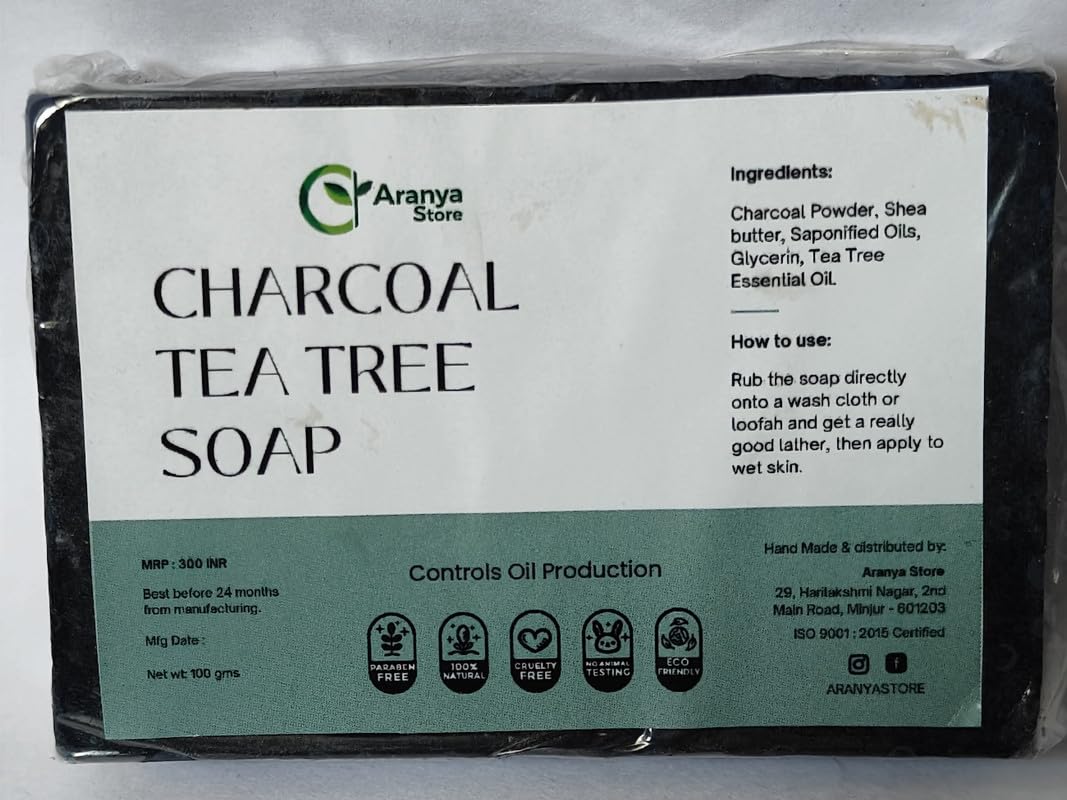 Aranya
Store
CHARCOAL
TEA TREE
SOAP
Ingredients:
Charcoal Powder, Shea
butter, Saponified Oils,
Glycerin, Tea Tree
Essential Oil.
How to use:
Rub the soap directly
onto a wash cloth or
loofah and get a really
good lather, then apply to
wet skin.
MRP : 300 INR
Best before 24 months
from manufacturing.
Mfg Date :
Net wt: 100 gms
Controls Oil Production
PARABEN
FREE
100%
NATURAL
CRUELTY
FREE
NO ANIMAL
TESTING
ECO
FRIENDLY
Hand Made & distributed by:
Aranya Store
29, Harilakshmi Nagar, 2nd
Main Road, Minjur - 601203
ISO 9001 : 2015 Certified
ARANYASTORE